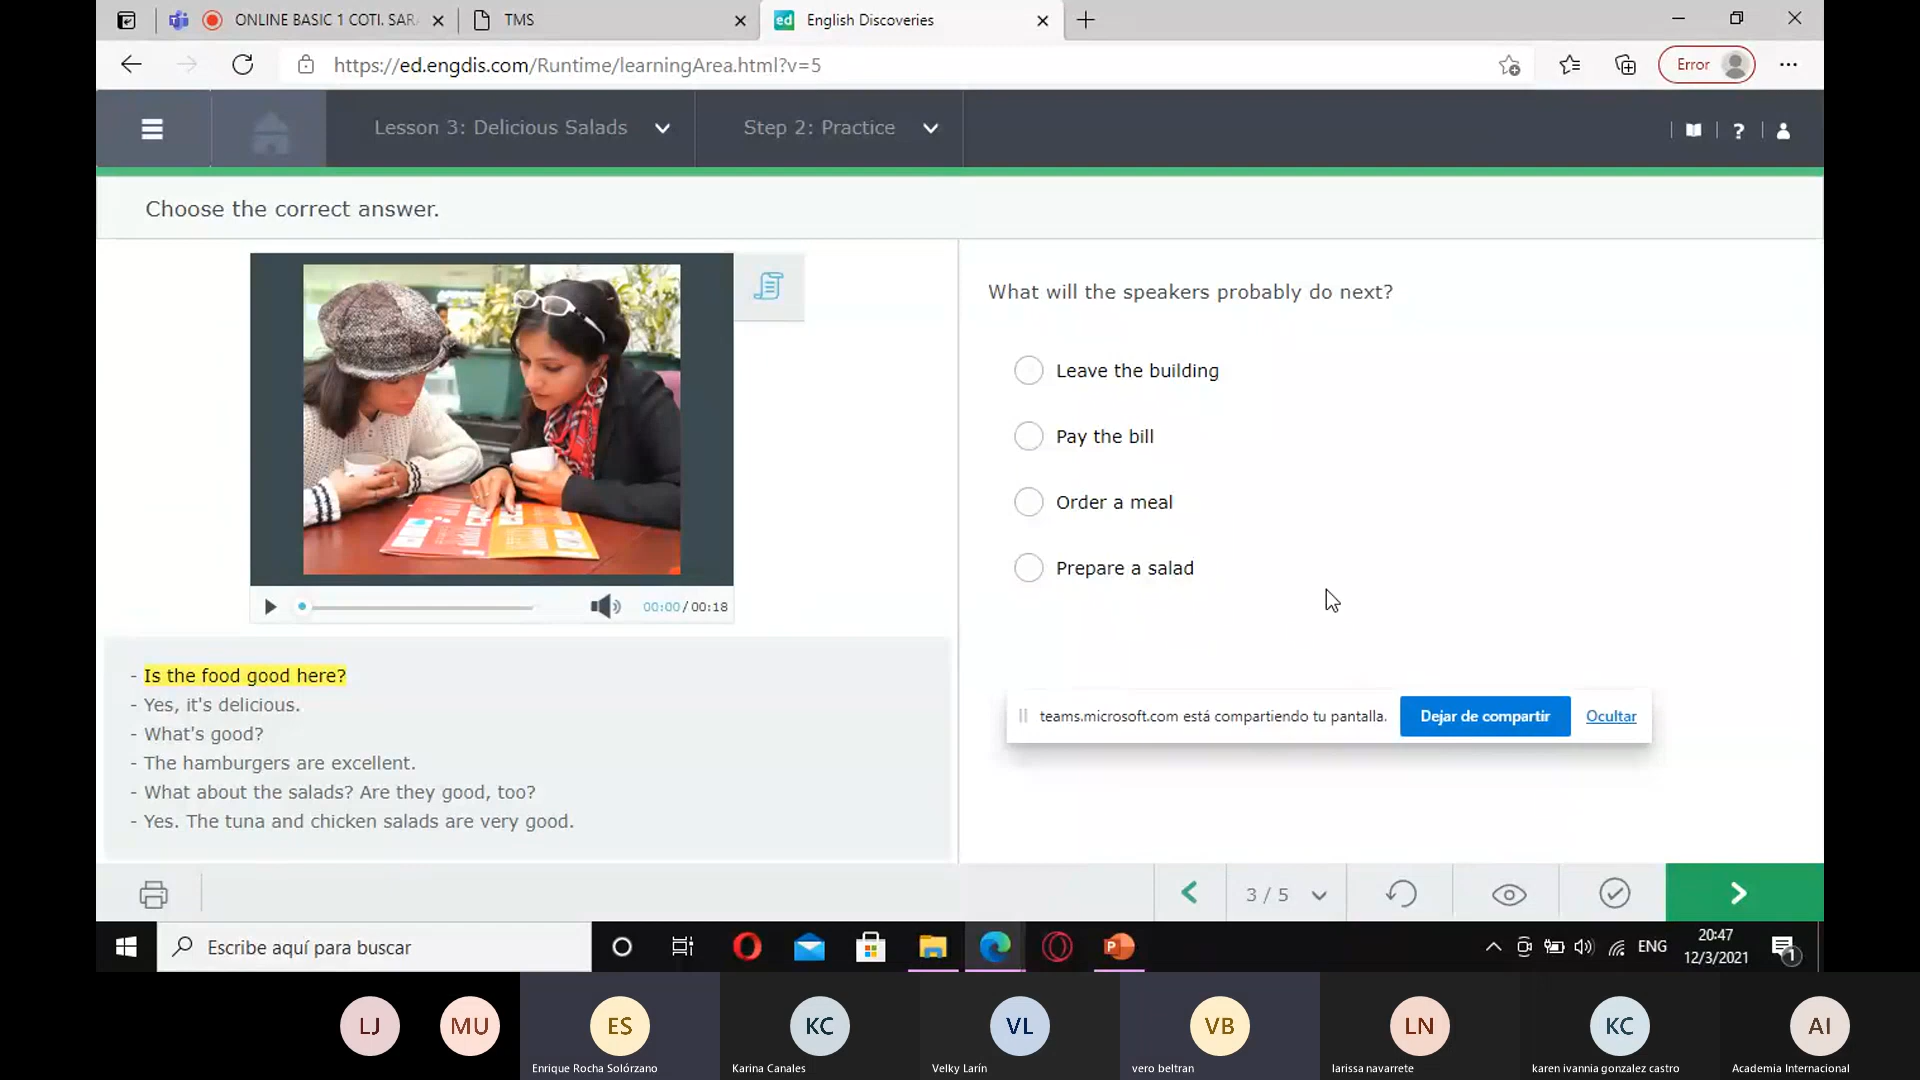 ONLINE BASIC 1 COTI. SAR
TMS
ed English Discoveries
https://ed.engdis.com/Runtime/learningArea.html?v=5
Error
Lesson 3: Delicious Salads
Step 2: Practice
?
Choose the correct answer.
00:00 / 00:18
- Is the food good here?
- Yes, it's delicious.
- What's good?
- The hamburgers are excellent.
- What about the salads? Are they good, too?
- Yes. The tuna and chicken salads are very good.
What will the speakers probably do next?
Leave the building
Pay the bill
Order a meal
Prepare a salad
teams.microsoft.com está compartiendo tu pantalla.
Dejar de compartir
Ocultar
3 / 5
Escribe aquí para buscar
ENG
20:47
12/3/2021
1
LJ
MU
ES
KC
VL
VB
LN
KC
AI
Enrique Rocha Solórzano
Karina Canales
Velky Larín
vero beltran
larissa navarrete
karen ivannia gonzalez castro
Academia Internacional